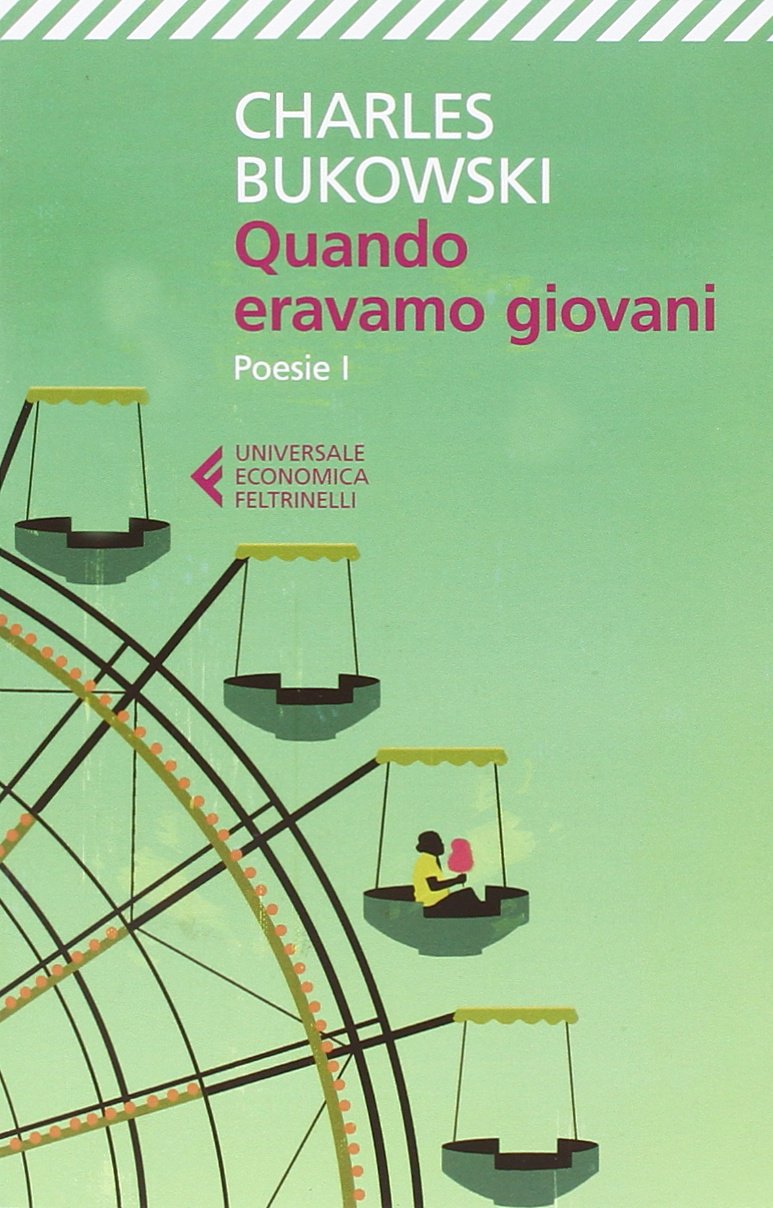 CHARLES
BUKOWSKI
Quando
eravamo giovani
Poesie I
UNIVERSALE
ECONOMICA
FELTRINELLI